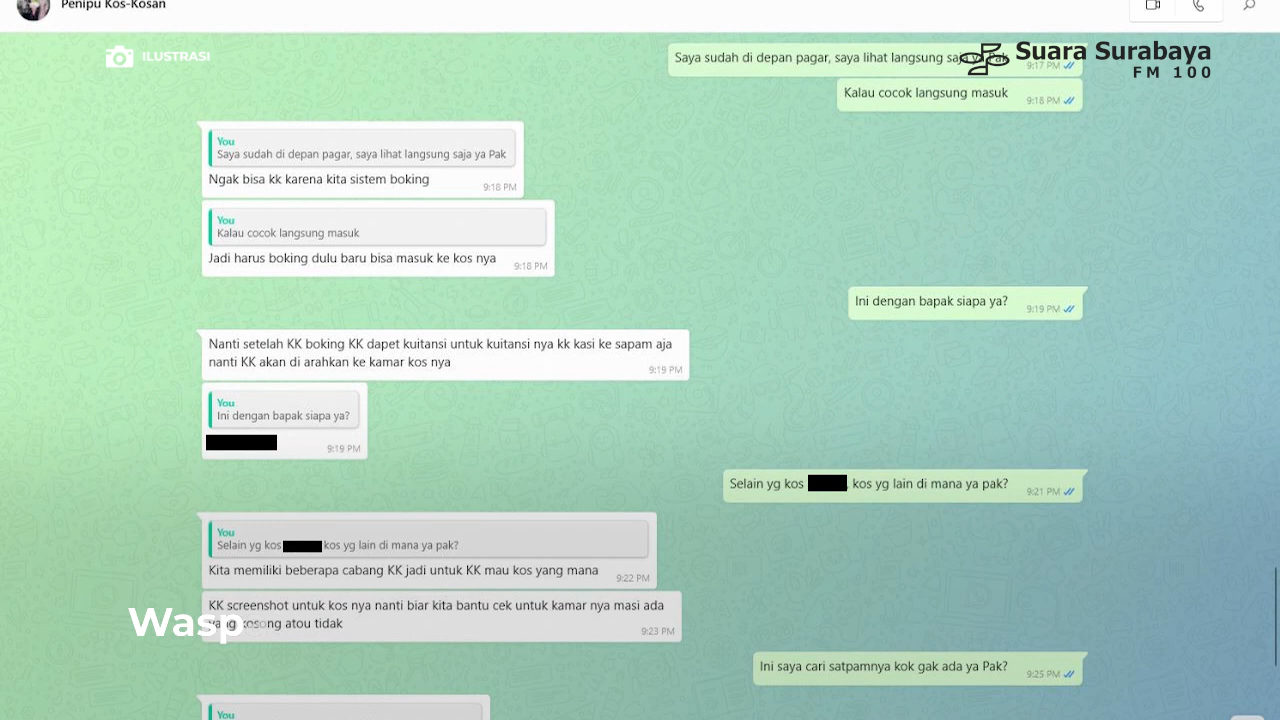 Penipu Kos-Kosan
ILUSTRASI
Suara Surabaya
FM 100
Saya sudah di depan pagar, saya lihat langsung saja ya Pak
9:17 PM
Kalau cocok langsung masuk
9:18 PM
You
Saya sudah di depan pagar, saya lihat langsung saja ya Pak
Ngak bisa kk karena kita sistem boking
9:18 PM
You
Kalau cocok langsung masuk
Jadi harus boking dulu baru bisa masuk ke kos nya
9:18 PM
Ini dengan bapak siapa ya?
9:19 PM
Nanti setelah KK boking KK dapet kuitansi untuk kuitansi nya kk kasi ke sapam aja
nanti KK akan di arahkan ke kamar kos nya
9:19 PM
You
Ini dengan bapak siapa ya?
9:19 PM
Selain yg kos kos yg lain di mana ya pak?
9:21 PM
You
Selain yg kos kos yg lain di mana ya pak?
Kita memiliki beberapa cabang KK jadi untuk KK mau kos yang mana
9:22 PM
KK screenshot untuk kos nya nanti biar kita bantu cek untuk kamar nya masi ada
yang kosong atou tidak
9:23 PM
Wasp
Ini saya cari satpamnya kok gak ada ya Pak?
9:25 PM
You